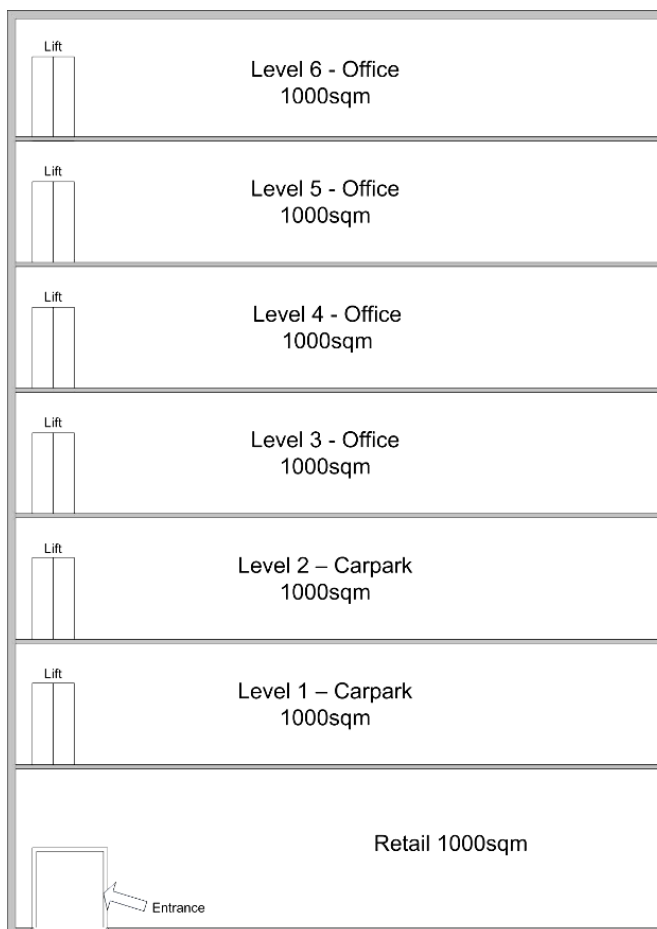 Lift
Level 6 - Office
1000sqm
Lift
Level 5 - Office
1000sqm
Lift
Level 4 - Office
1000sqm
Lift
Level 3 - Office
1000sqm
Lift
Level 2 – Carpark
1000sqm
Lift
Level 1 – Carpark
1000sqm
Retail 1000sqm
Entrance